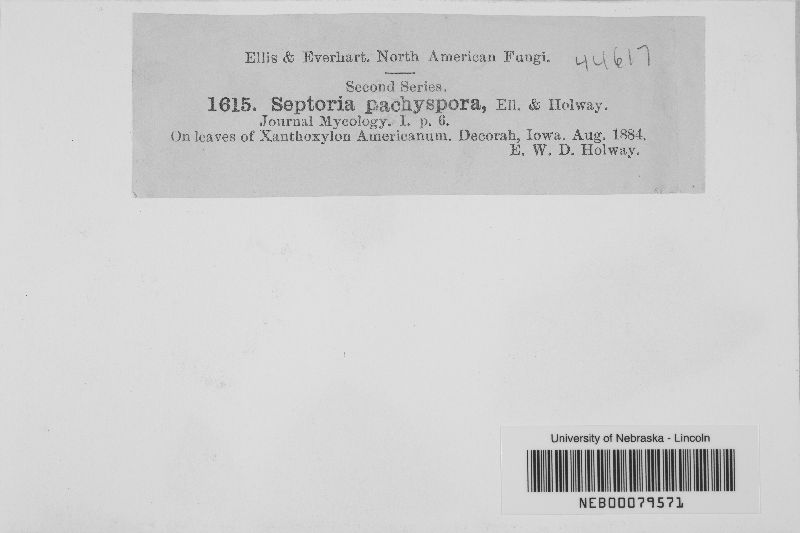 Ellis & Everhart. North American Fungi. 44617
Second Series.
1615. Septoria pachyspora, Ell. & Holway.
Journal Mycology. I. p. 6.
On leaves of Xanthoxylon Americanum. Decorah, Iowa. Aug. 1884.
E. W. D. Holway.
University of Nebraska - Lincoln
NEB00079571